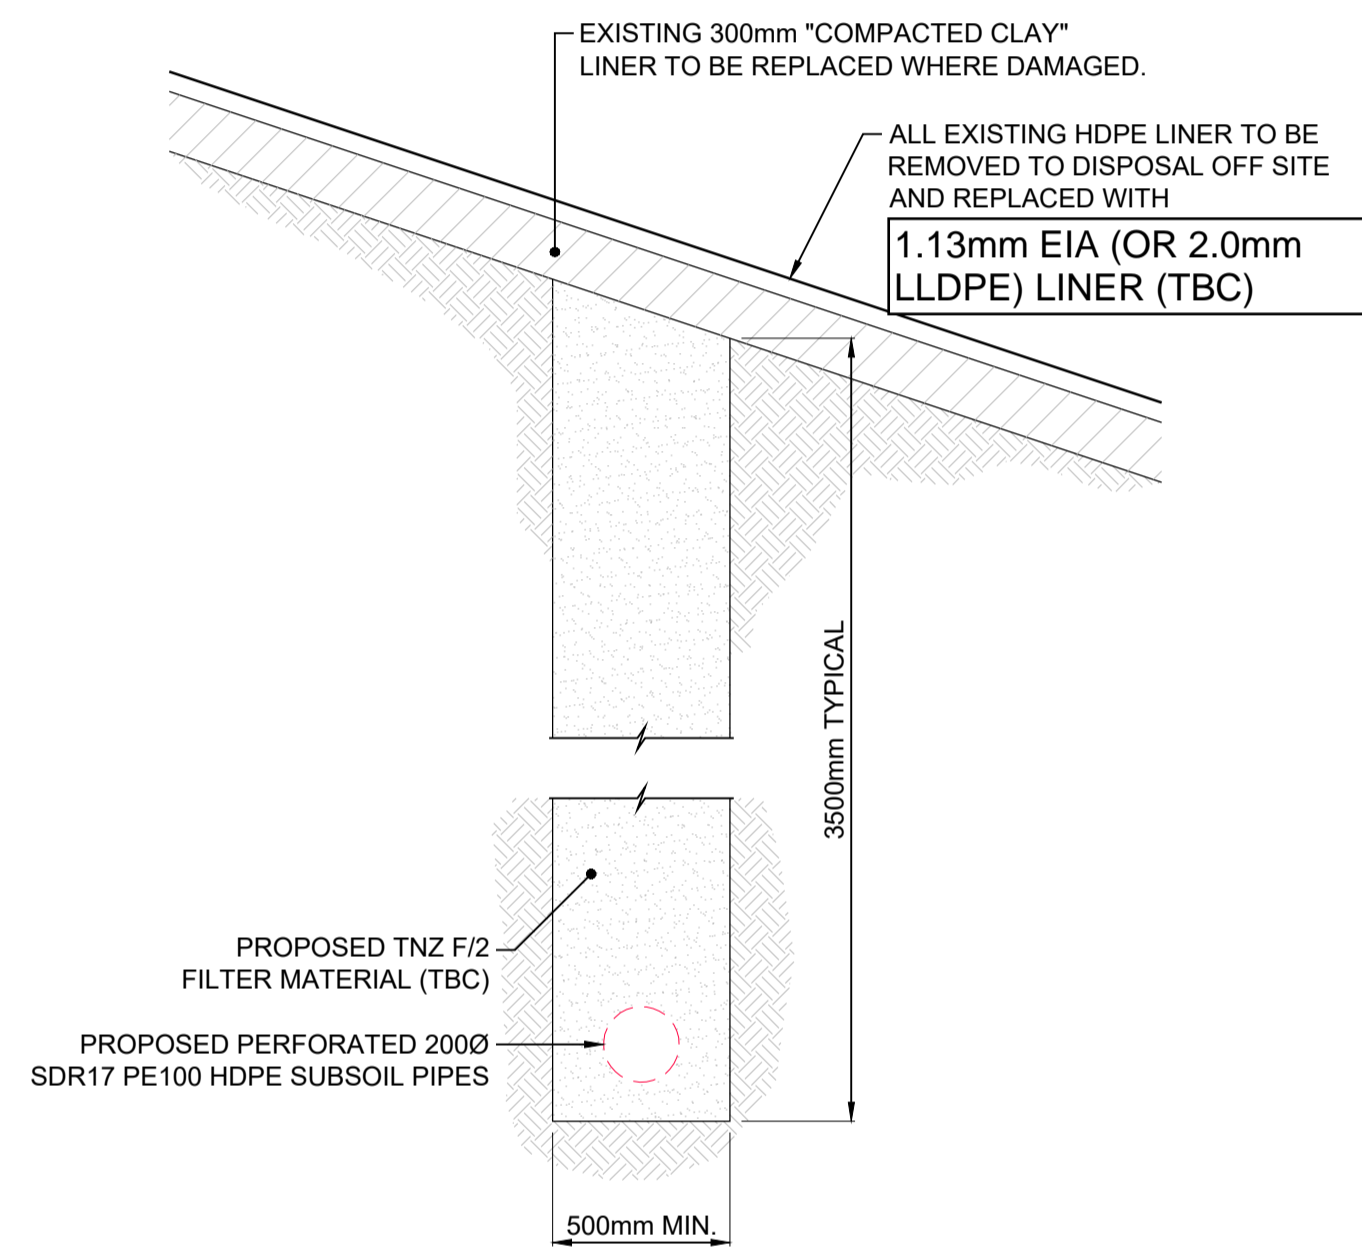 EXISTING 300mm "COMPACTED CLAY"
LINER TO BE REPLACED WHERE DAMAGED.
ALL EXISTING HDPE LINER TO BE
REMOVED TO DISPOSAL OFF SITE
AND REPLACED WITH
1.13mm EIA (OR 2.0mm
LLDPE) LINER (TBC)
3500mm TYPICAL
PROPOSED TNZ F/2
FILTER MATERIAL (TBC)
PROPOSED PERFORATED 200Ø
SDR17 PE100 HDPE SUBSOIL PIPES
500mm MIN.